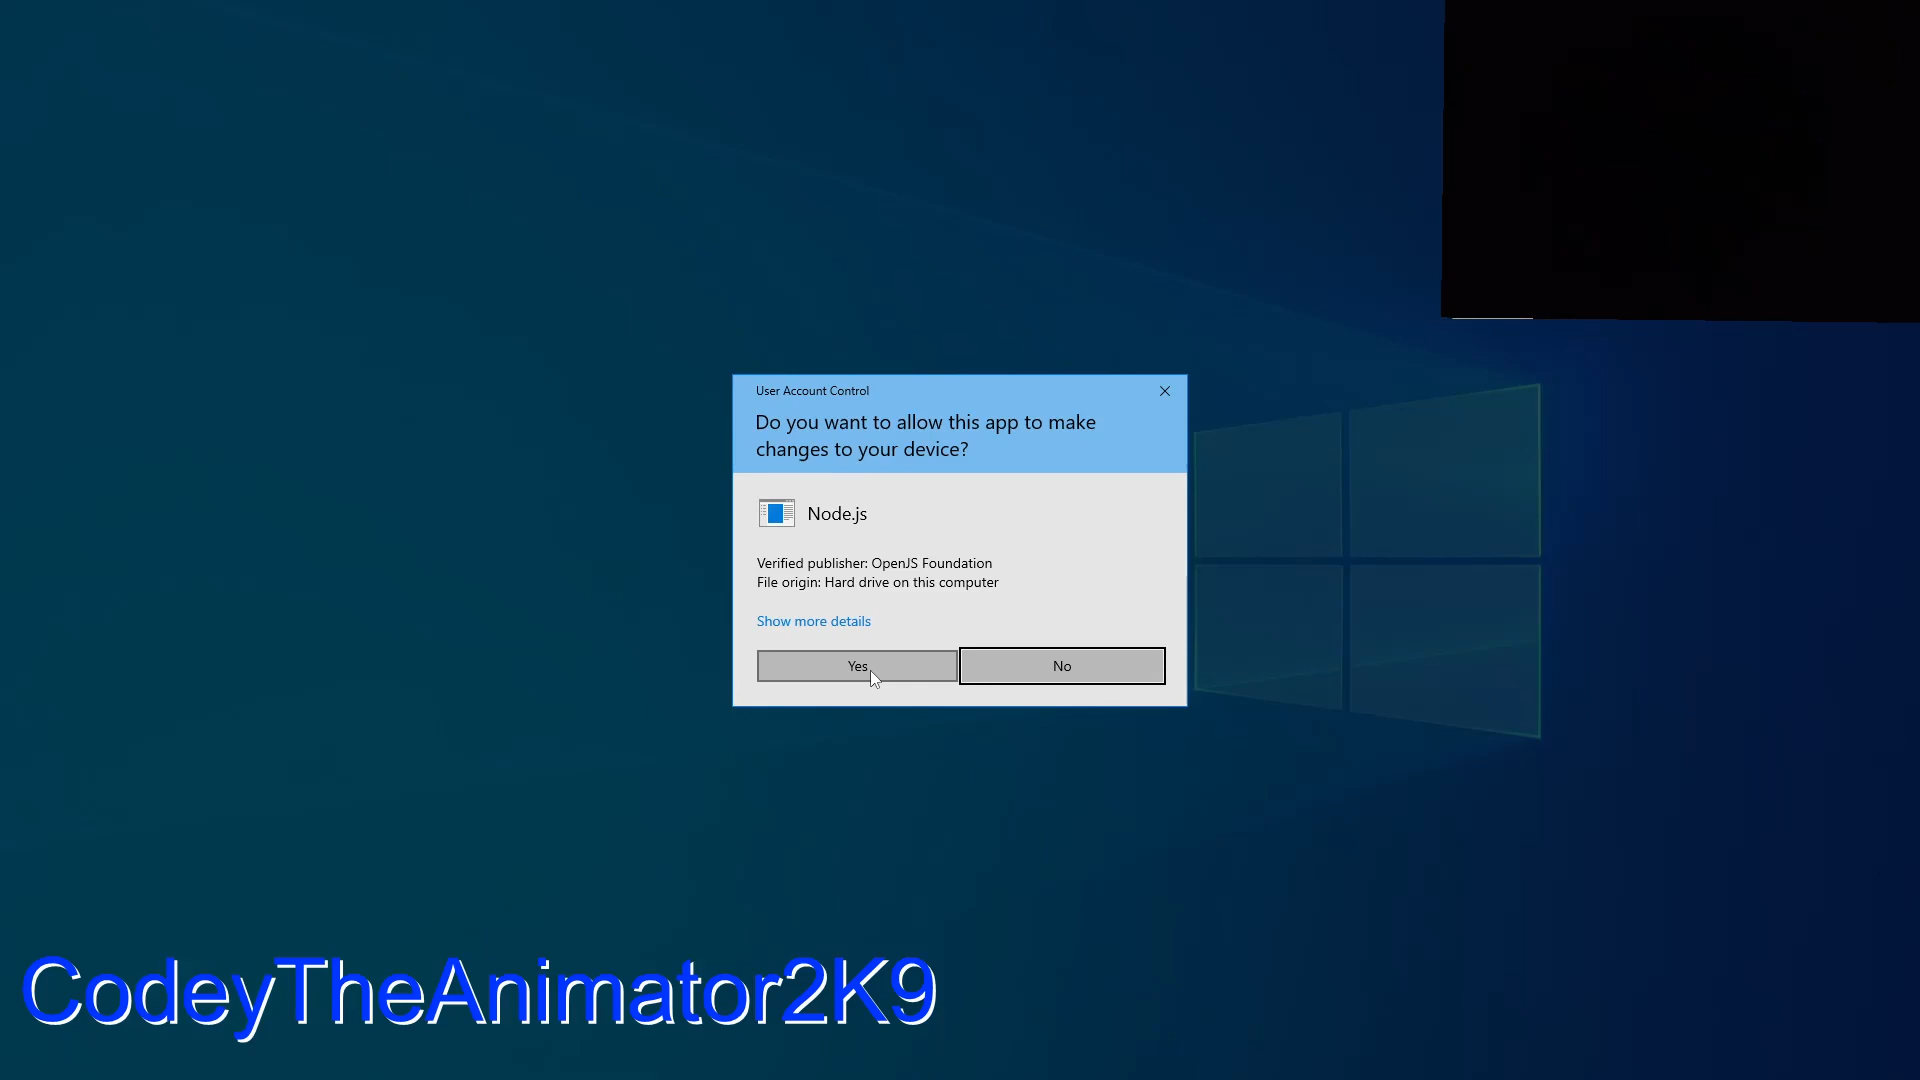 User Account Control
Do you want to allow this app to make
changes to your device?
Node.js
Verified publisher: OpenJS Foundation
File origin: Hard drive on this computer
Show more details
Yes
No
CodeyTheAnimator2K9